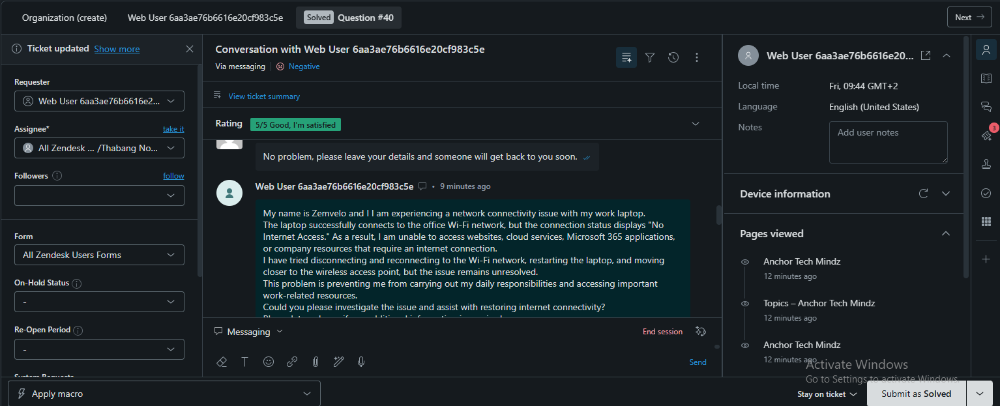 Organization (create)
Web User 6aa3ae76b6616e20cf983c5e
Solved Question #40
Next
Ticket updated Show more
Requester
Web User 6aa3ae76b6616e2...
Assignee* take it
All Zendesk ... /Thabang No...
Followers follow
Form
All Zendesk Users Forms
On-Hold Status
-
Re-Open Period
-
System Requests
Apply macro
Conversation with Web User 6aa3ae76b6616e20cf983c5e
Via messaging Negative
View ticket summary
Rating 5/5 Good, I'm satisfied
No problem, please leave your details and someone will get back to you soon.
Web User 6aa3ae76b6616e20cf983c5e • 9 minutes ago
My name is Zemvelo and I I am experiencing a network connectivity issue with my work laptop.
The laptop successfully connects to the office Wi-Fi network, but the connection status displays "No
Internet Access." As a result, I am unable to access websites, cloud services, Microsoft 365 applications,
or company resources that require an internet connection.
I have tried disconnecting and reconnecting to the Wi-Fi network, restarting the laptop, and moving
closer to the wireless access point, but the issue remains unresolved.
This problem is preventing me from carrying out my daily responsibilities and accessing important
work-related resources.
Could you please investigate the issue and assist with restoring internet connectivity?
Messaging
End session
Send
Web User 6aa3ae76b6616e20...
Local time Fri, 09:44 GMT+2
Language English (United States)
Notes Add user notes
Device information
Pages viewed
Anchor Tech Mindz
12 minutes ago
Topics – Anchor Tech Mindz
12 minutes ago
Anchor Tech Mindz
12 minutes ago
3
Activate Windows
Go to Settings to activate Windows.
Stay on ticket
Submit as Solved